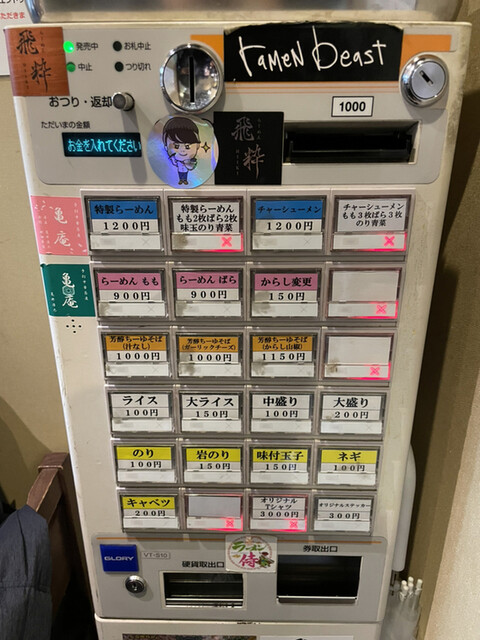 飛粋
発売中
お札中止
中止
つり切れ
ramen beast
おつり・返却
1000
ただいまの金額
お金を入れてください
飛粋
亀庵
亀庵
特製らーめん
1200円
特製らーめん
もも2枚ばら2枚
味玉のり青菜
チャーシューメン
1200円
チャーシューメン
もも3枚ばら3枚
のり青菜
らーめん もも
900円
らーめん ばら
900円
からし変更
150円
芳醇ちーゆそば
(汁なし)
1000円
芳醇ちーゆそば
(ガーリックチーズ)
1000円
芳醇ちーゆそば
(からし山椒)
1150円
ライス
100円
大ライス
150円
中盛り
100円
大盛り
200円
のり
100円
岩のり
150円
味付玉子
150円
ネギ
100円
キャベツ
200円
オリジナル
Tシャツ
3000円
オリジナルステッカー
300円
GLORY
VT-S10
硬貨取出口
ラーメン
侍
券取出口